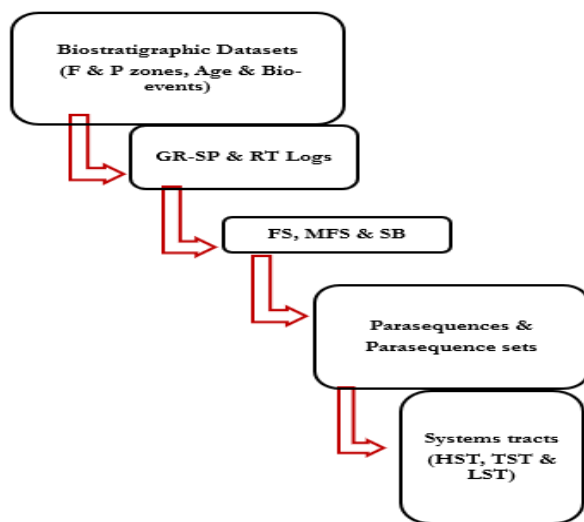 Biostratigraphic Datasets
(F & P zones, Age & Bio-
events)
GR-SP & RT Logs
FS, MFS & SB
Parasequences &
Parasequence sets
Systems tracts
(HST, TST &
LST)